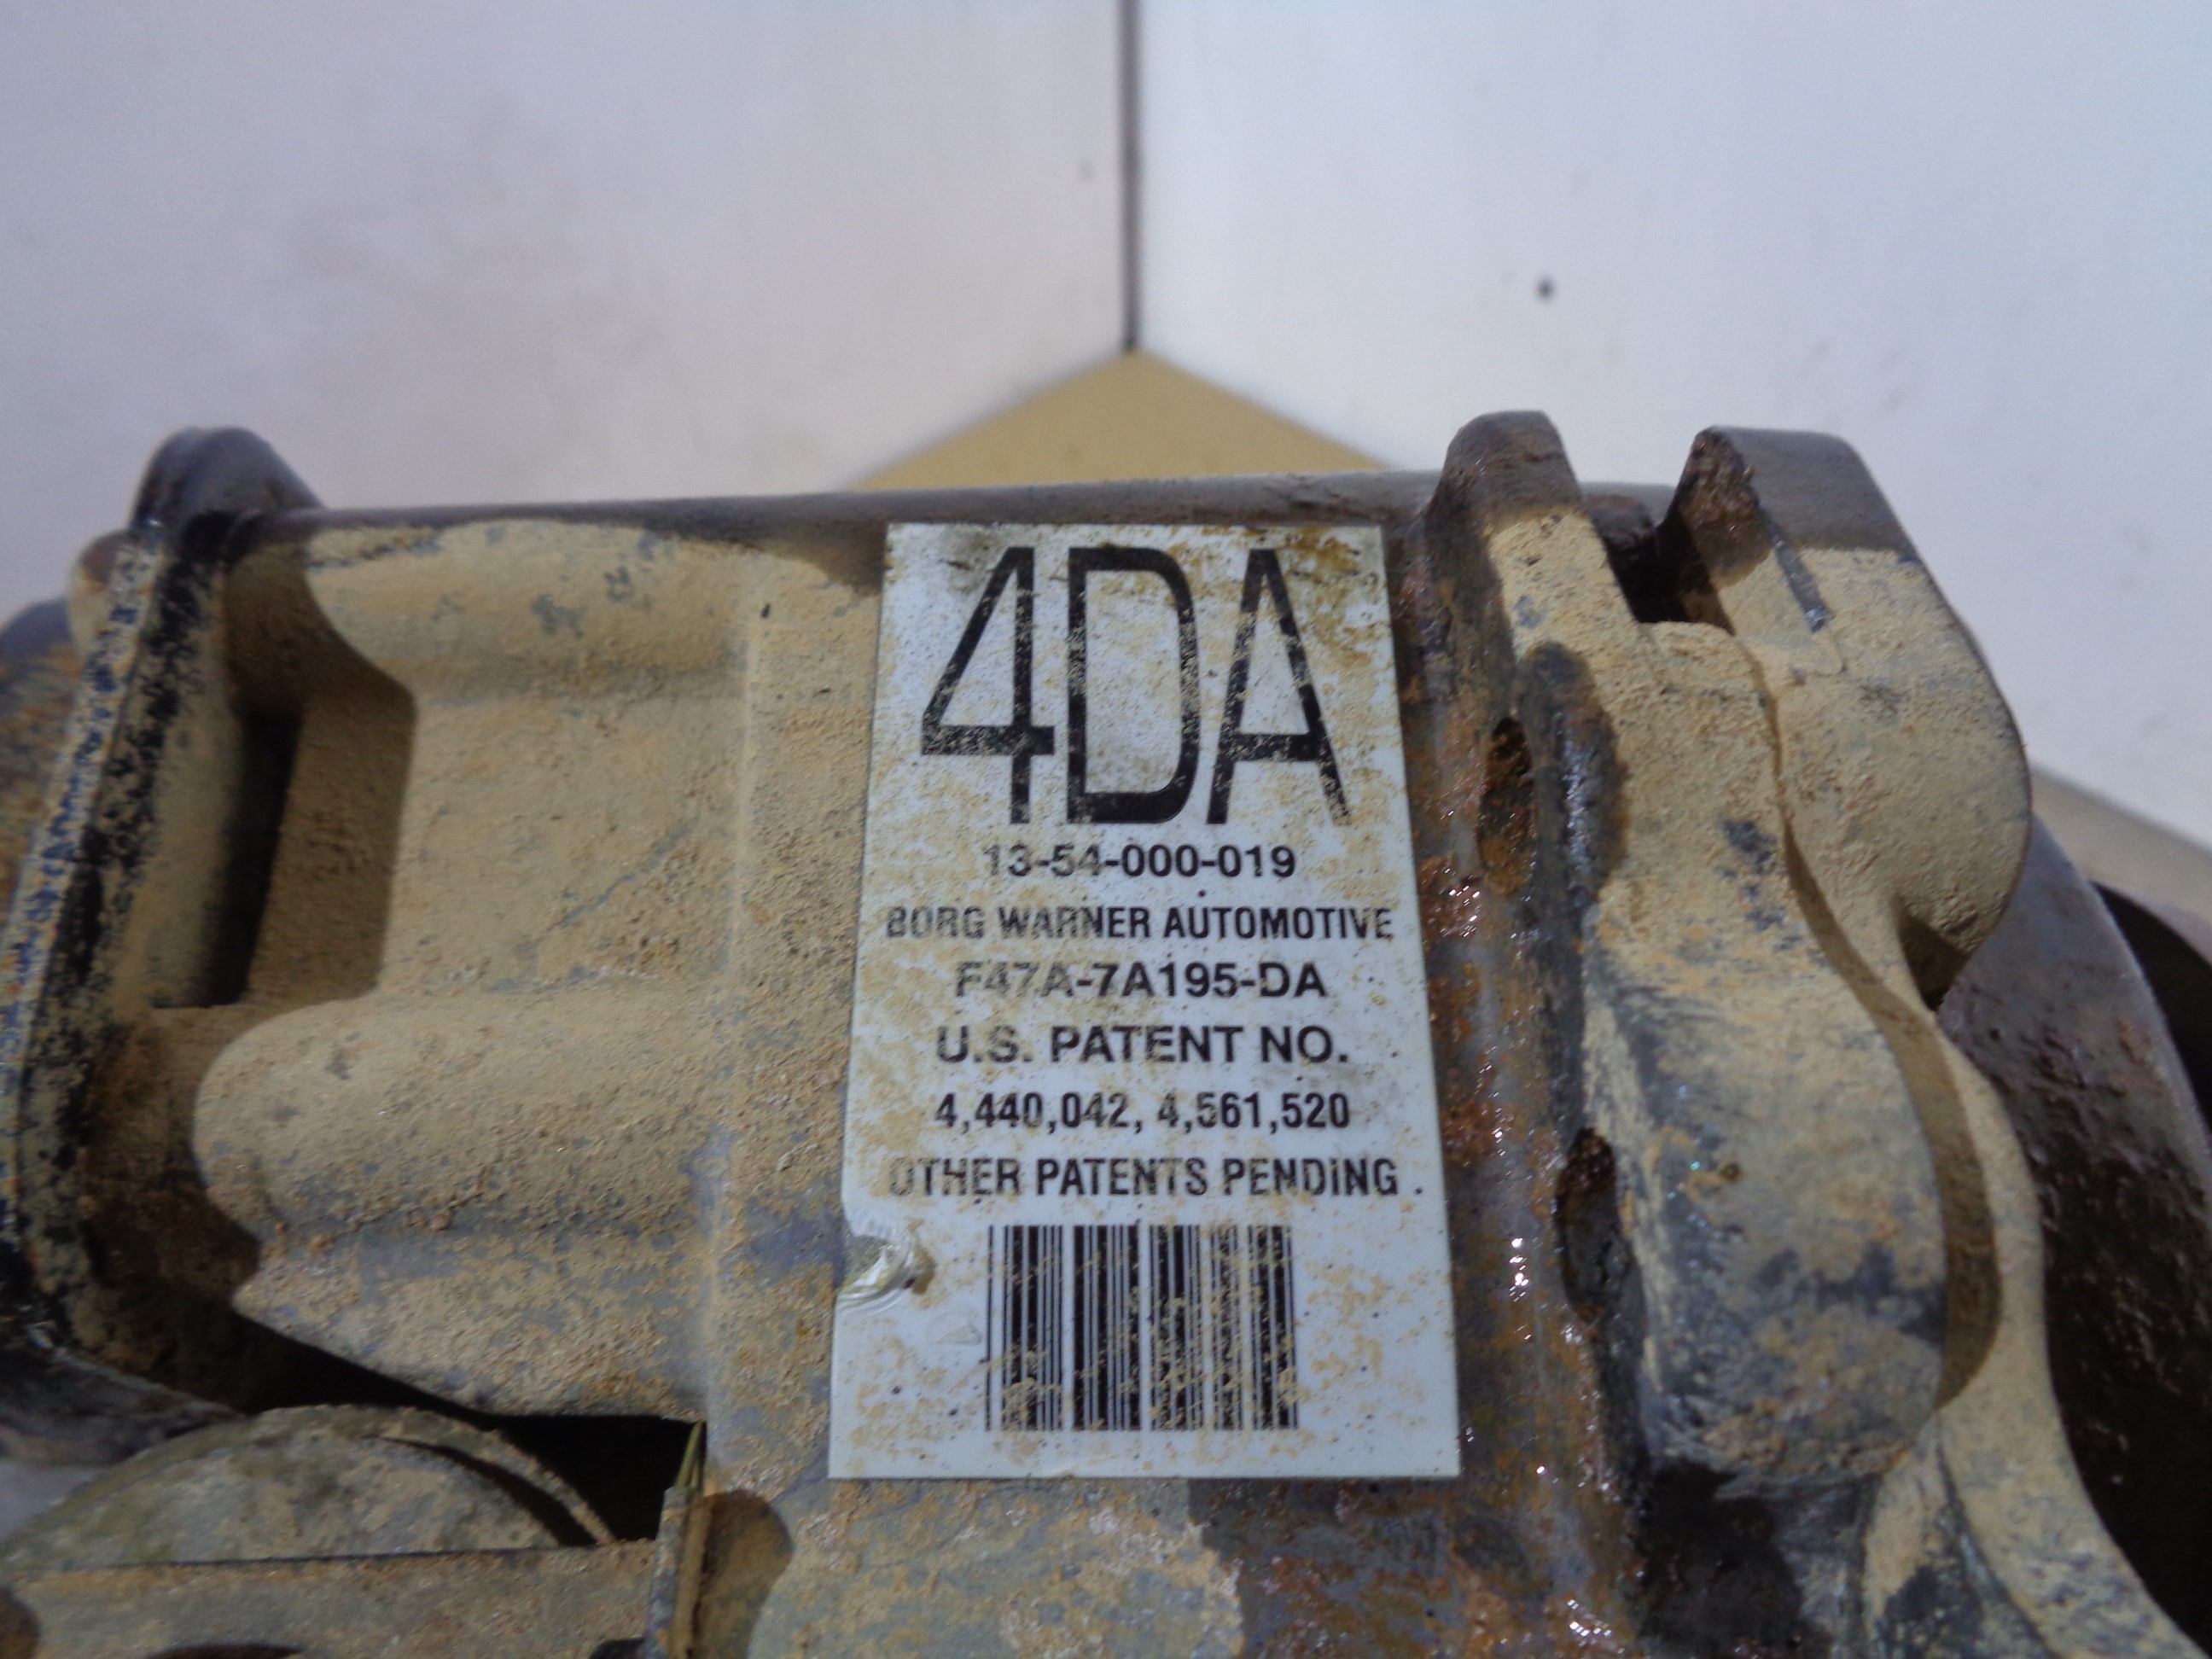 4DA
13-54-000-019
BORG WARNER AUTOMOTIVE
F47A-7A195-DA
U.S. PATENT NO.
4,440,042, 4,561,520
OTHER PATENTS PENDING.